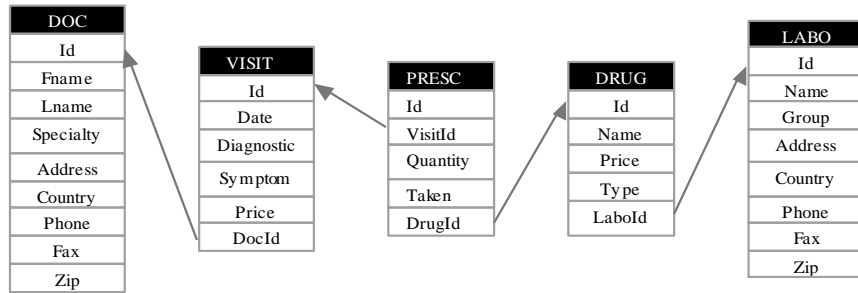 DOC
Id
Fname
Lname
Specialty
Address
Country
Phone
Fax
Zip
VISIT
Id
Date
Diagnostic
Symptom
Price
DocId
PRESC
Id
VisitId
Quantity
Taken
DrugId
DRUG
Id
Name
Price
Type
LaboId
LABO
Id
Name
Group
Address
Country
Phone
Fax
Zip